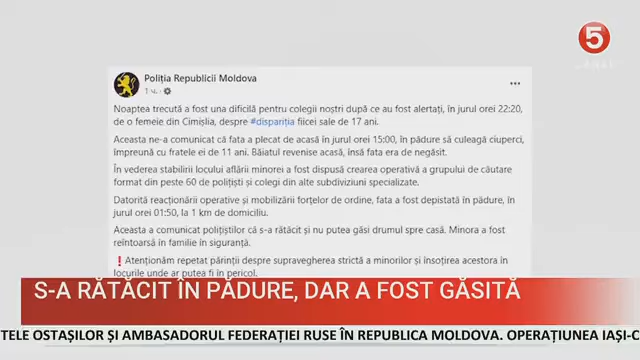 5
CANAL
Poliția Republicii Moldova
1 ч.
Noaptea trecută a fost una dificilă pentru colegii noștri după ce au fost alertați, în jurul orei 22:20,
de o femeie din Cimișlia, despre #dispariția fiicei sale de 17 ani.
Aceasta ne-a comunicat că fata a plecat de acasă în jurul orei 15:00, în pădure să culeagă ciuperci,
împreună cu fratele ei de 11 ani. Băiatul revenise acasă, însă fata era de negăsit.
În vederea stabilirii locului aflării minorei a fost dispusă crearea operativă a grupului de căutare
format din peste 60 de polițiști și colegi din alte subdiviziuni specializate.
Datorită reacționării operative și mobilizării forțelor de ordine, fata a fost depistată în pădure, în
jurul orei 01:50, la 1 km de domiciliu.
Aceasta a comunicat polițiștilor că s-a rătăcit și nu putea găsi drumul spre casă. Minora a fost
reîntoarsă în familie în siguranță.
❗Atenționăm repetat părinții despre supravegherea strictă a minorilor și însoțirea acestora în
locurile unde ar putea fi în pericol.
S-A RĂTĂCIT ÎN PĂDURE, DAR A FOST GĂSITĂ
TELE OSTAȘILOR ȘI AMBASADORUL FEDERAȚIEI RUSE ÎN REPUBLICA MOLDOVA. OPERAȚIUNEA IAȘI-C